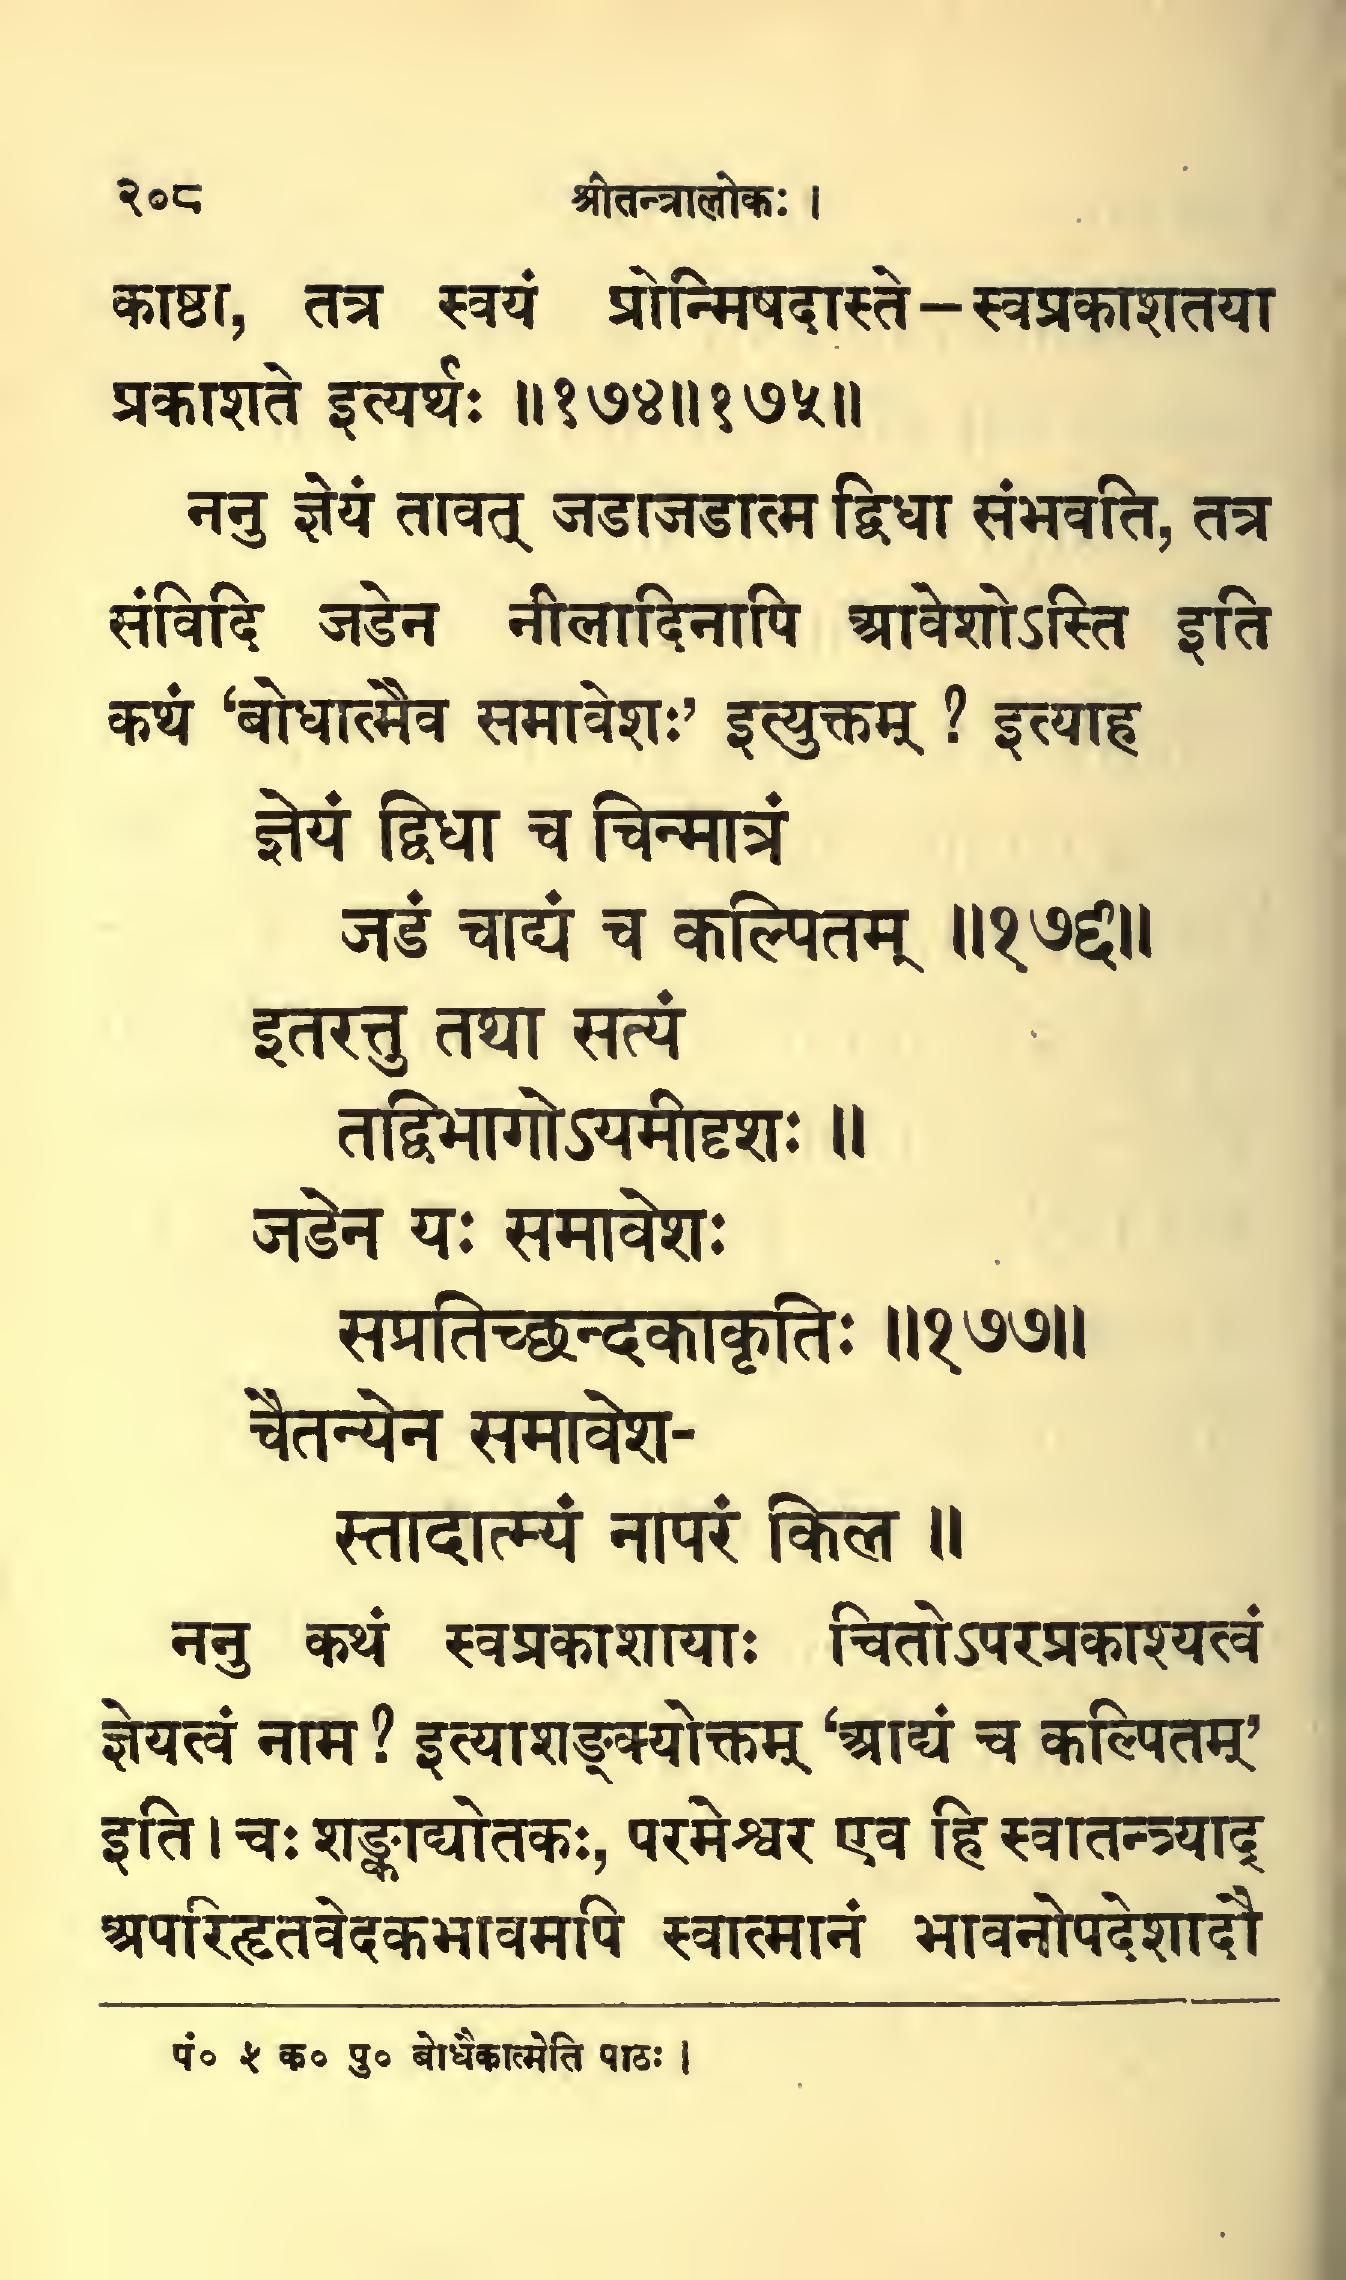 २०८ श्रीतन्त्रालोकः ।
काष्ठा, तत्र स्वयं प्रोन्मिषदास्ते – स्वप्रकाशतया
प्रकाशते इत्यर्थः ॥१७४॥१७५॥
ननु ज्ञेयं तावत् जडाजडात्म द्विधा संभवति, तत्र
संविदि जडेन नीलादिनापि आवेशोऽस्ति इति
कथं ‘बोधात्मैव समावेशः’ इत्युक्तम् ? इत्याह
ज्ञेयं द्विधा च चिन्मात्रं
जडं चाद्यं च कल्पितम् ॥१७६॥
इतरत्तु तथा सत्यं
तद्विभागोऽयमीदृशः ॥
जडेन यः समावेशः
सप्रतिच्छन्दकाकृतिः ॥१७७॥
चैतन्येन समावेश-
स्तादात्म्यं नापरं किल ॥
ननु कथं स्वप्रकाशायाः चितोऽपरप्रकाश्यत्वं
ज्ञेयत्वं नाम ? इत्याशङ्क्योक्तम् ‘आद्यं च कल्पितम्’
इति । चः शङ्काद्योतकः, परमेश्वर एव हि स्वातन्त्र्याद्
अपरिहृतवेदकभावमपि स्वात्मानं भावनोपदेशादौ
पं० ५ क० पु० बोधैकात्मेति पाठः ।